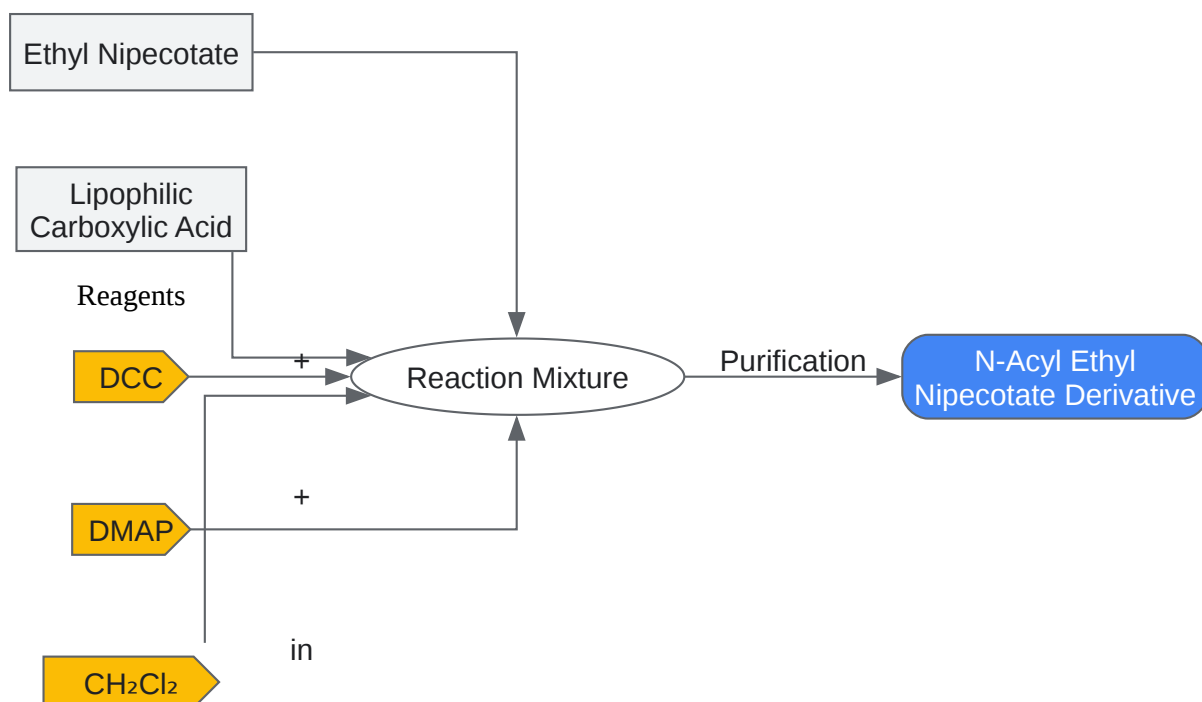 Ethyl Nipecotate
Lipophilic
Carboxylic Acid
Reagents
DCC
+
Reaction Mixture
Purification
N-Acyl Ethyl
Nipecotate Derivative
DMAP
+
in
CH₂Cl₂